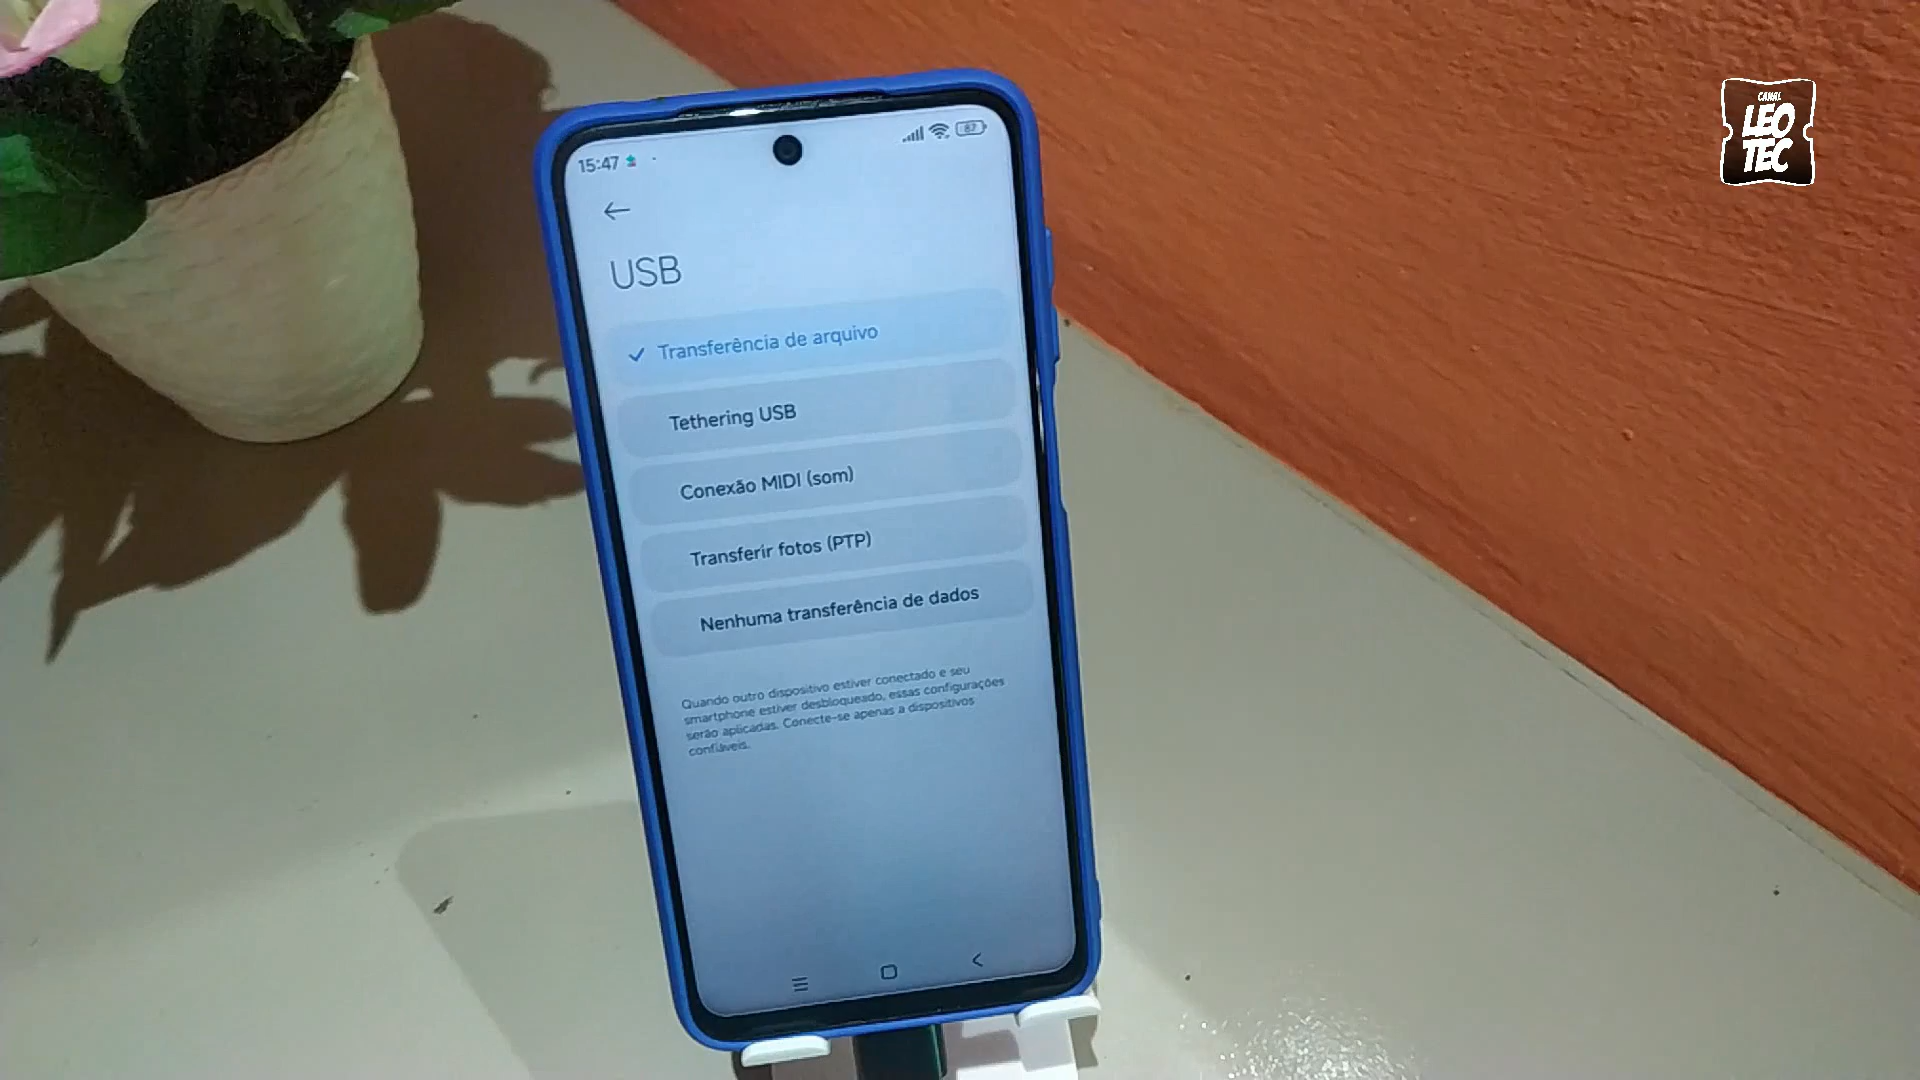 CANAL
LEO
TEC
15:47
87
USB
Transferência de arquivo
Tethering USB
Conexão MIDI (som)
Transferir fotos (PTP)
Nenhuma transferência de dados
Quando outro dispositivo estiver conectado e seu
smartphone estiver desbloqueado, essas configurações
serão aplicadas. Conecte-se apenas a dispositivos
confiáveis.